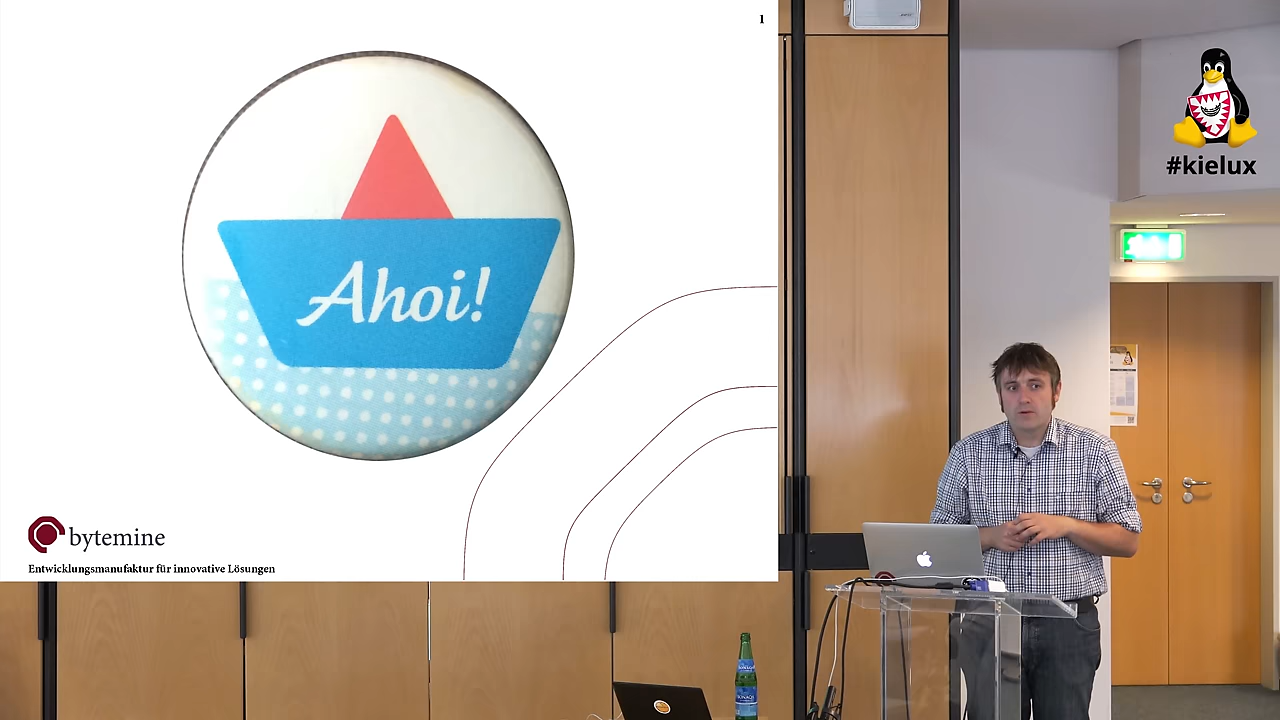 1
Ahoi!
bytemine
Entwicklungsmanufaktur für innovative Lösungen
#kielux